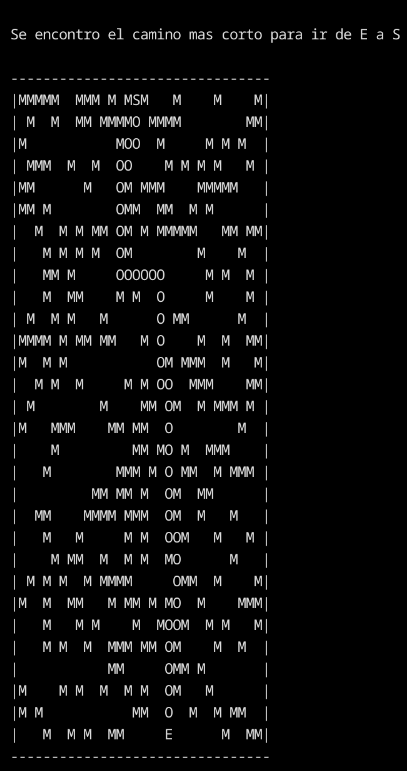 Se encontro el camino mas corto para ir de E a S
-------------------------------
|MMMMM  MMM M MSM   M    M    M|
| M  M  MM MMMMO MMMM        MM|
|M           MOO  M     M M M  |
| MMM  M  M  OO    M M M M   M |
|MM      M   OM MMM    MMMMM   |
|MM M        OMM  MM  M M      |
|  M  M M MM OM M MMMMM   MM MM|
|   M M M M  OM        M    M  |
|   MM M     OOOOOO     M M  M |
|   M  MM    M M  O     M    M |
| M  M M   M      O MM      M  |
|MMMM M MM MM   M O    M  M  MM|
|M  M M           OM MMM  M   M|
|  M M  M     M M OO  MMM    MM|
| M        M    MM OM  M MMM M |
|M   MMM    MM MM  O        M  |
|    M         MM MO M  MMM    |
|   M        MMM M O MM  M MMM |
|         MM MM M  OM  MM      |
|  MM    MMMM MMM  OM  M   M   |
|   M   M     M M  OOM   M   M |
|    M MM  M  M M  MO      M   |
| M M M  M MMMM     OMM  M    M|
|M  M  MM   M MM M MO  M    MMM|
|   M   M M    M  MOOM  M M   M|
|   M M  M  MMM MM OM    M  M  |
|           MM     OMM M       |
|M    M M  M  M M  OM   M      |
|M M           MM  O  M  M MM  |
|   M  M M  MM     E      M  MM|
-------------------------------